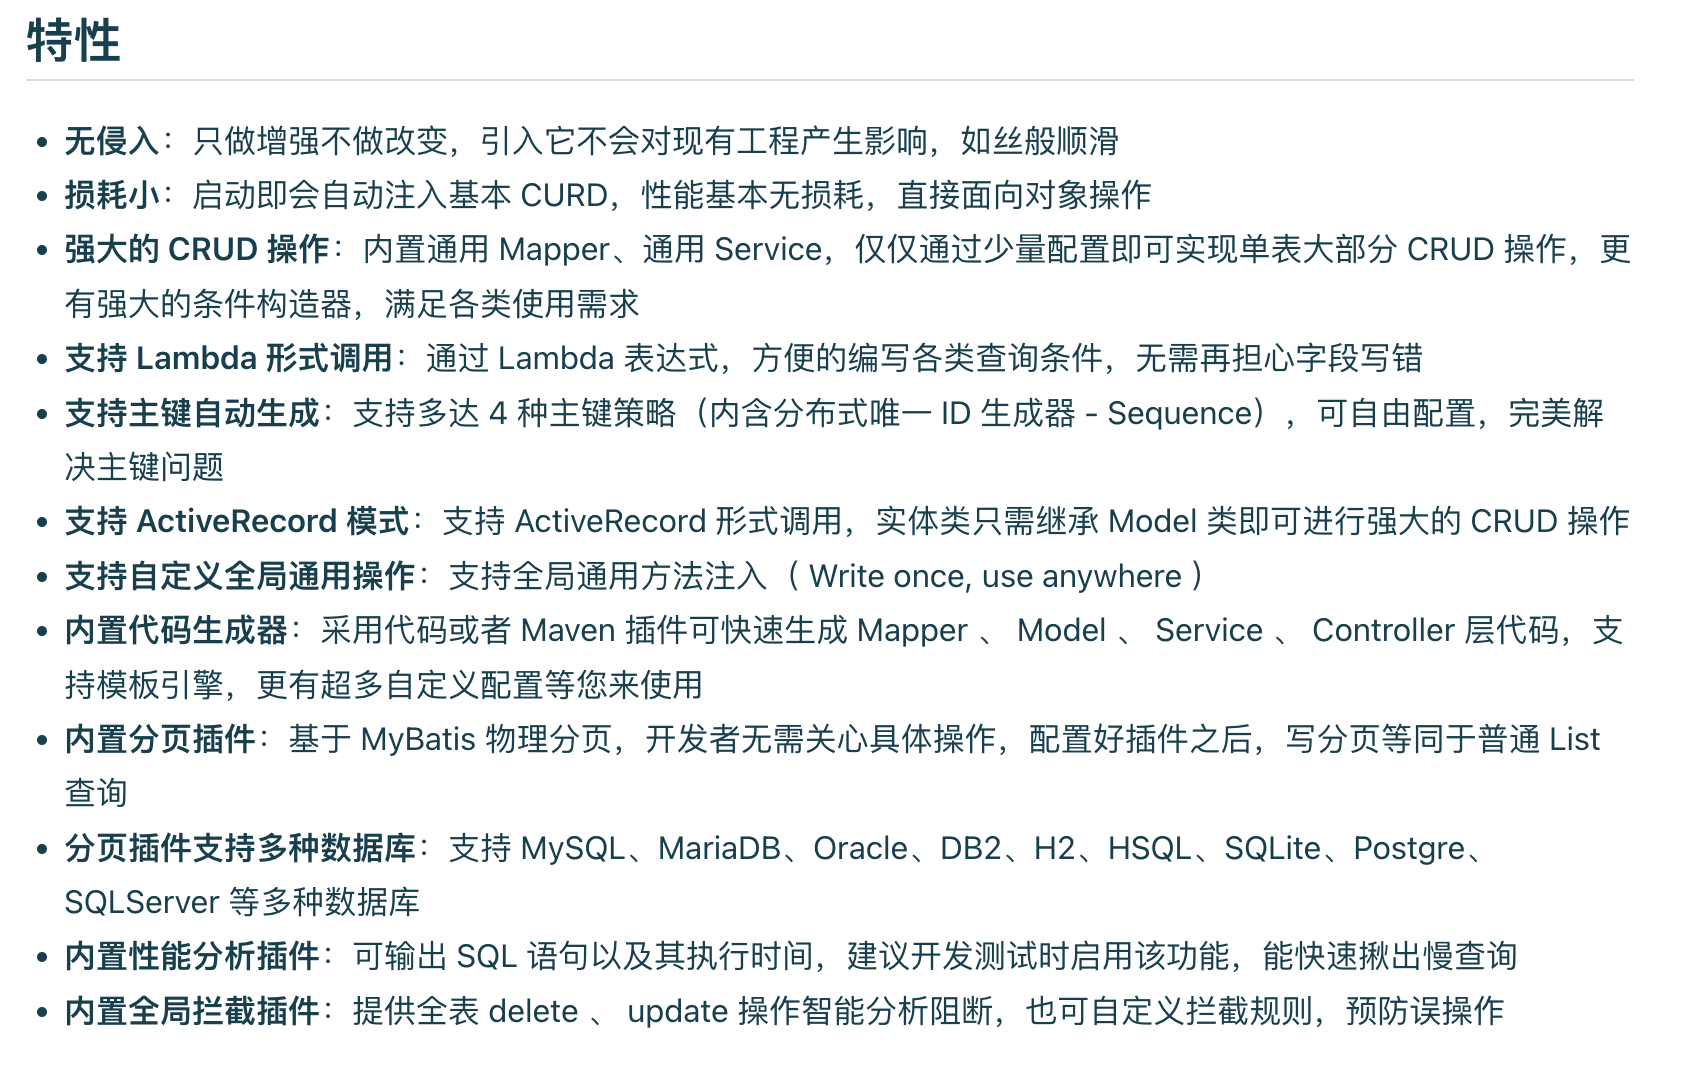 特性
无侵入：只做增强不做改变，引入它不会对现有工程产生影响，如丝般顺滑
损耗小：启动即会自动注入基本 CURD，性能基本无损耗，直接面向对象操作
强大的 CRUD 操作：内置通用 Mapper、通用 Service，仅仅通过少量配置即可实现单表大部分 CRUD 操作，更
有强大的条件构造器，满足各类使用需求
支持 Lambda 形式调用：通过 Lambda 表达式，方便的编写各类查询条件，无需再担心字段写错
支持主键自动生成：支持多达 4 种主键策略（内含分布式唯一 ID 生成器 - Sequence），可自由配置，完美解
决主键问题
支持 ActiveRecord 模式：支持 ActiveRecord 形式调用，实体类只需继承 Model 类即可进行强大的 CRUD 操作
支持自定义全局通用操作：支持全局通用方法注入（ Write once, use anywhere ）
内置代码生成器：采用代码或者 Maven 插件可快速生成 Mapper 、 Model 、 Service 、 Controller 层代码，支
持模板引擎，更有超多自定义配置等您来使用
内置分页插件：基于 MyBatis 物理分页，开发者无需关心具体操作，配置好插件之后，写分页等同于普通 List
查询
分页插件支持多种数据库：支持 MySQL、MariaDB、Oracle、DB2、H2、HSQL、SQLite、Postgre、
SQLServer 等多种数据库
内置性能分析插件：可输出 SQL 语句以及其执行时间，建议开发测试时启用该功能，能快速揪出慢查询
内置全局拦截插件：提供全表 delete 、 update 操作智能分析阻断，也可自定义拦截规则，预防误操作